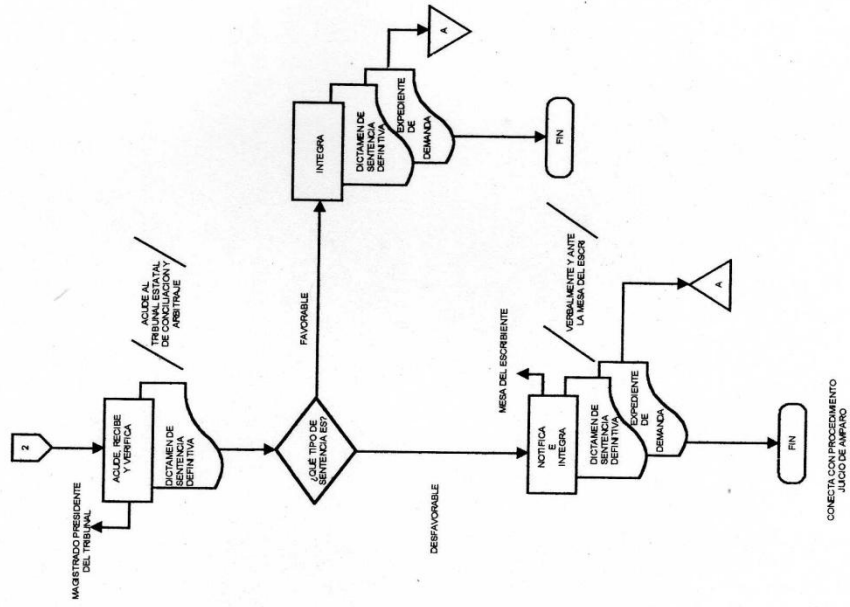 2
MAGISTRADO PRESIDENTE
DEL TRIBUNAL
ACUDE, RECIBE
Y VERIFICA
DICTAMEN DE
SENTENCIA
DEFINITIVA
ACUDE AL
TRIBUNAL ESTATAL
DE CONCILIACION Y
ARBITRAJE
¿QUÉ TIPO DE
SENTENCIA ES?
FAVORABLE
INTEGRA
DICTAMEN DE
SENTENCIA
DEFINITIVA
EXPEDIENTE
DE
DEMANDA
A
FIN
DESFAVORABLE
MESA DEL ESCRIBIENTE
NOTIFICA
E
INTEGRA
DICTAMEN DE
SENTENCIA
DEFINITIVA
EXPEDIENTE
DE
DEMANDA
VERBALMENTE Y ANTE
LA MESA DEL ESCRI
A
FIN
CONECTA CON PROCEDIMIENTO
JUICIO DE AMPARO